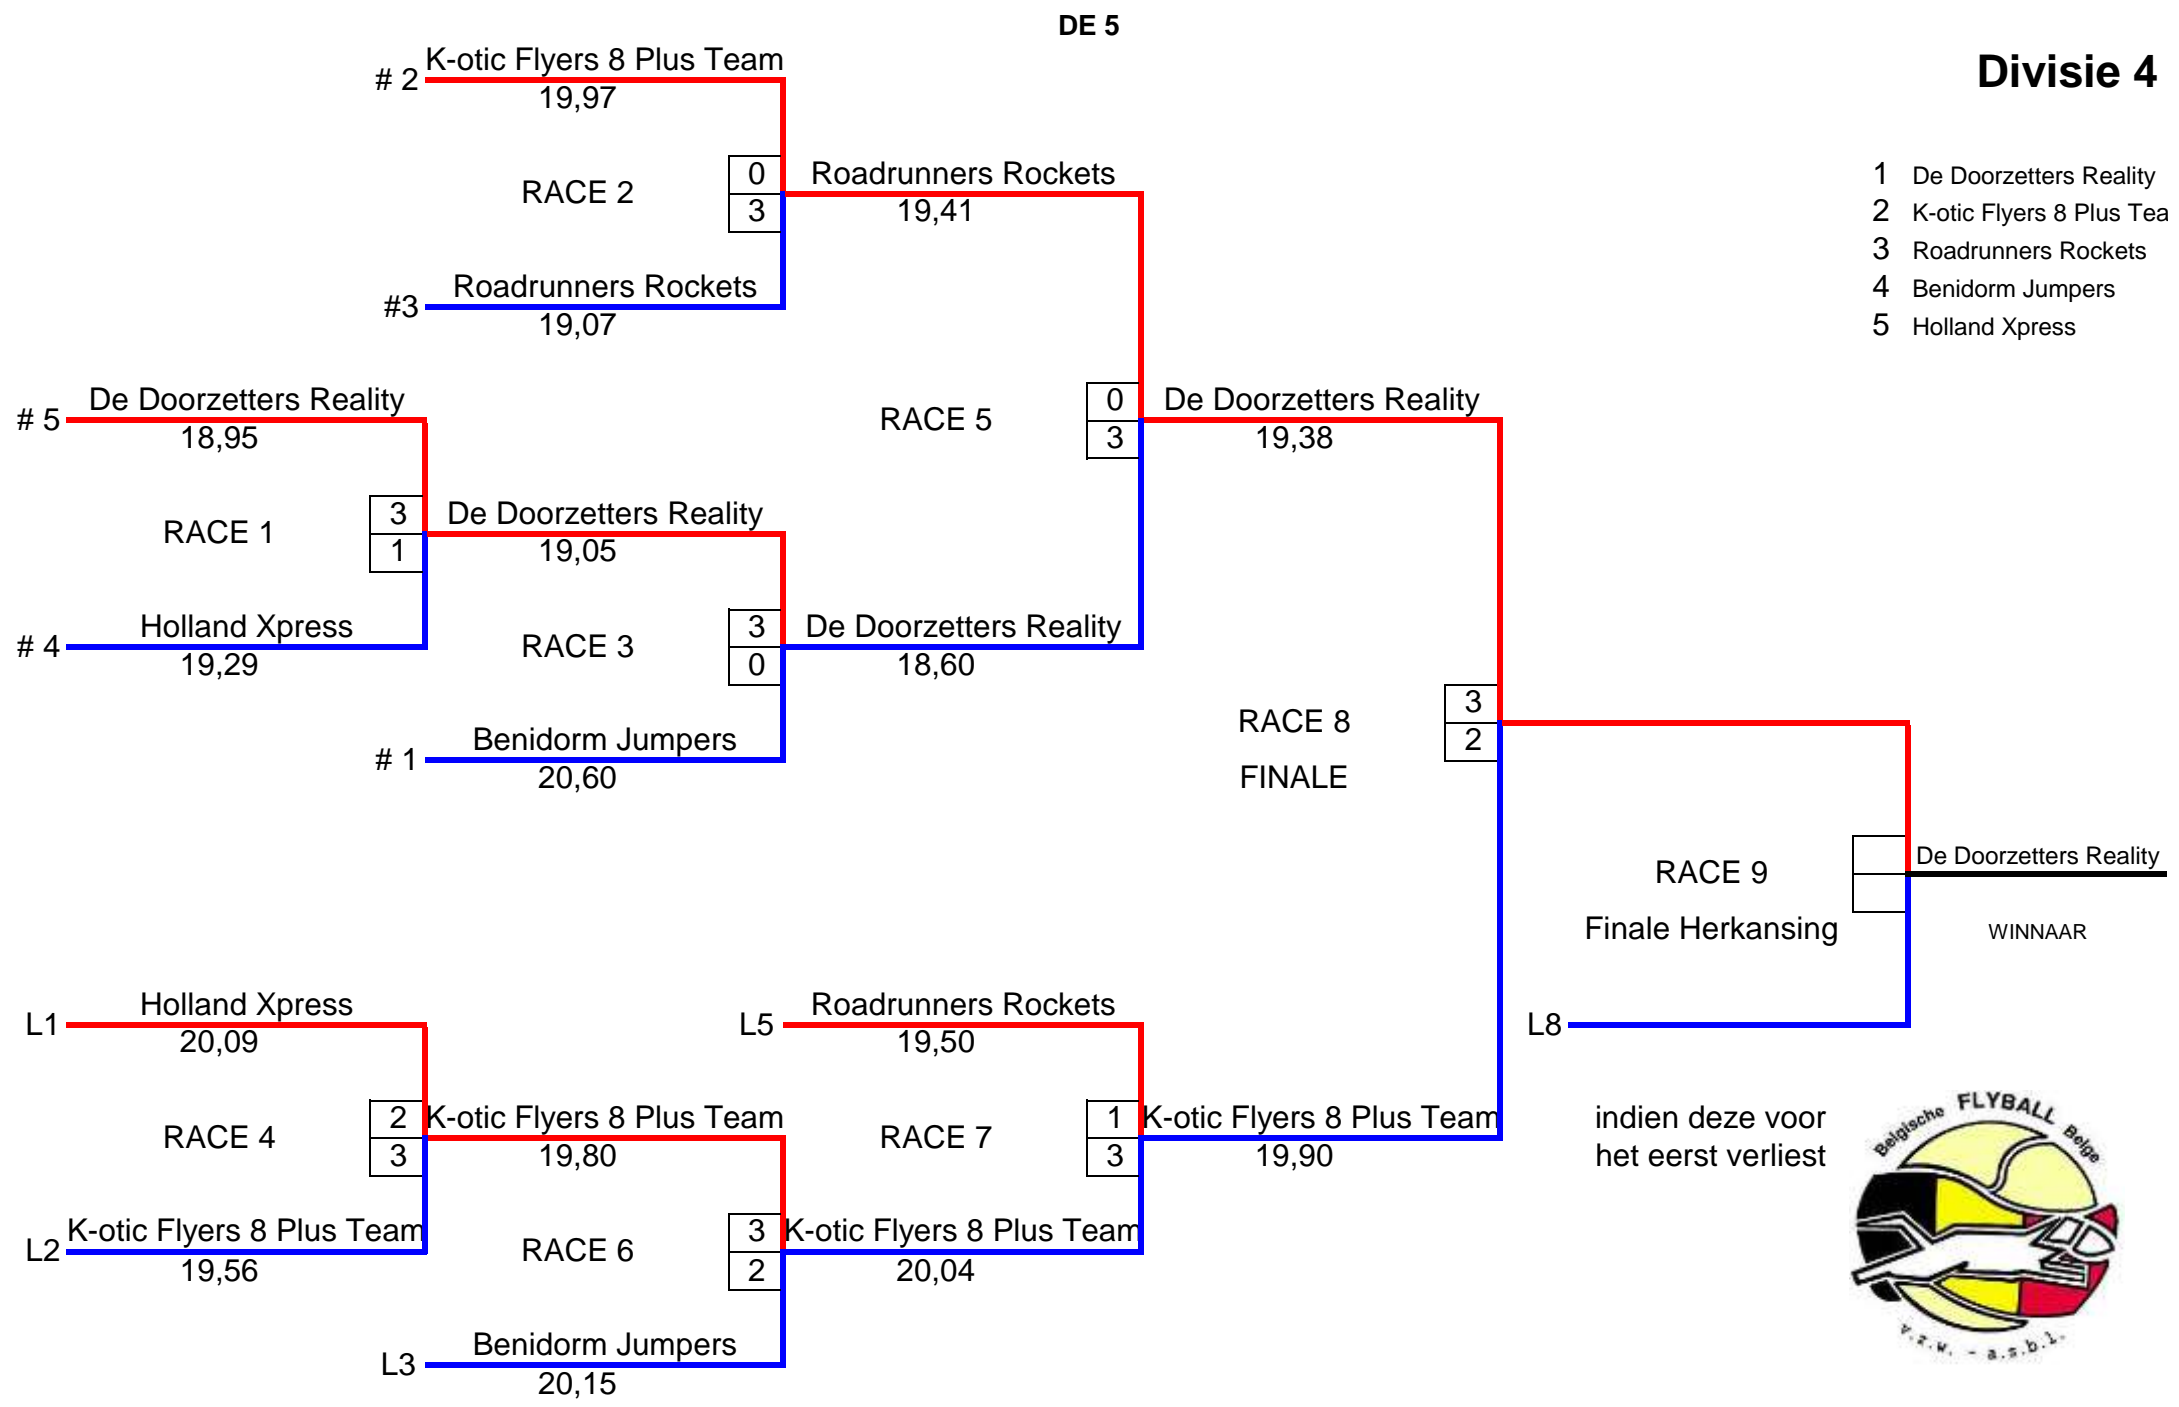 DE 5
Divisie 4
1 De Doorzetters Reality
2 K-otic Flyers 8 Plus Tea
3 Roadrunners Rockets
4 Benidorm Jumpers
5 Holland Xpress
# 2 K-otic Flyers 8 Plus Team
19,97
RACE 2
0
3
#3 Roadrunners Rockets
19,07
Roadrunners Rockets
19,41
# 5 De Doorzetters Reality
18,95
RACE 1
3
1
# 4 Holland Xpress
19,29
De Doorzetters Reality
19,05
RACE 3
3
0
# 1 Benidorm Jumpers
20,60
De Doorzetters Reality
18,60
RACE 5
0
3
De Doorzetters Reality
19,38
RACE 8
FINALE
3
2
RACE 9
Finale Herkansing
De Doorzetters Reality
WINNAAR
L1 Holland Xpress
20,09
RACE 4
2
3
L2 K-otic Flyers 8 Plus Team
19,56
K-otic Flyers 8 Plus Team
19,80
RACE 6
3
2
L3 Benidorm Jumpers
20,15
L5 Roadrunners Rockets
19,50
RACE 7
1
3
K-otic Flyers 8 Plus Team
20,04
K-otic Flyers 8 Plus Team
19,90
L8
indien deze voor
het eerst verliest
Belgische FLYBALL Belge
v.z.w. - a.s.b.l.